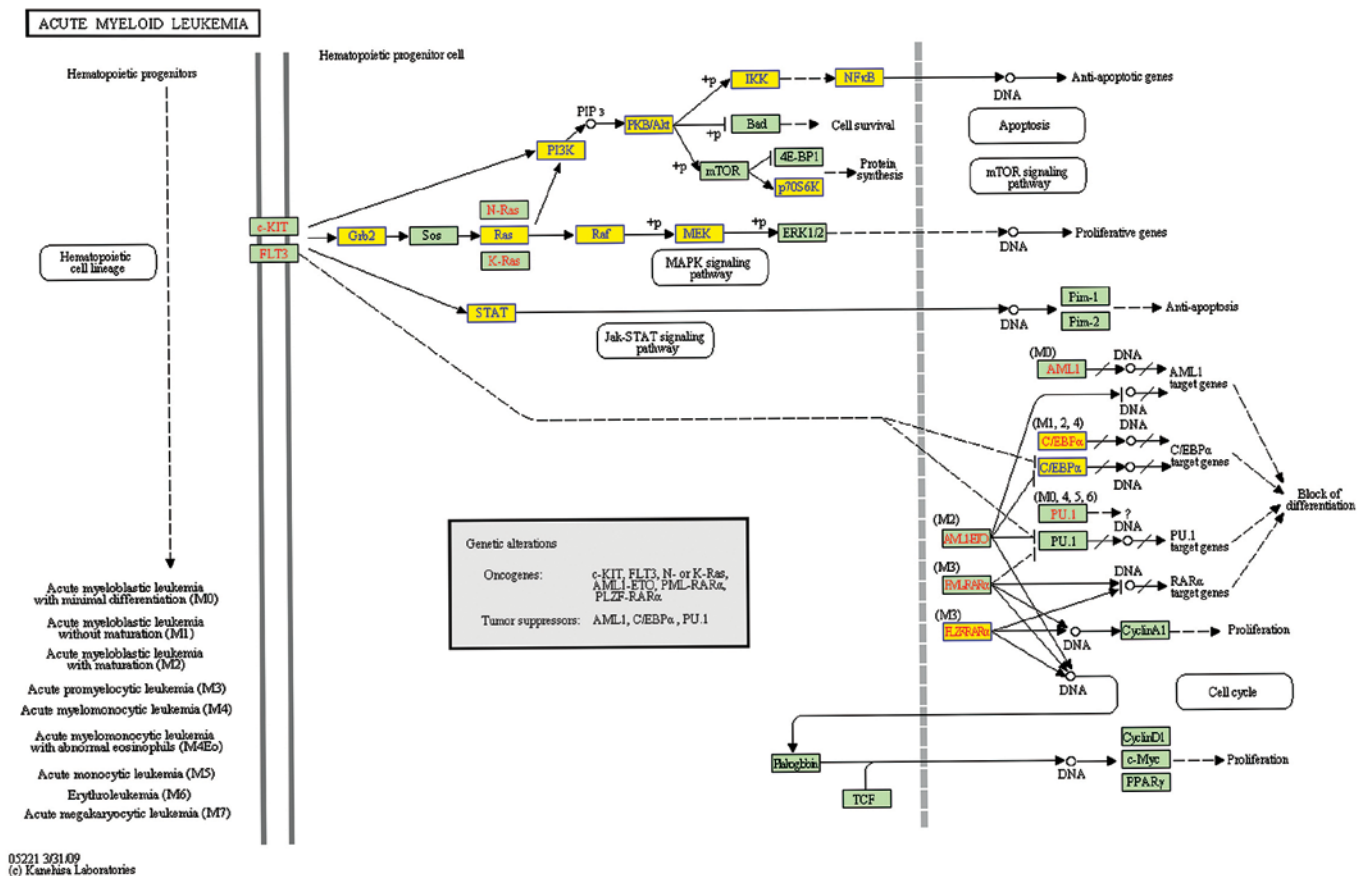 ACUTE MYELOID LEUKEMIA
Hematopoietic progenitors
Hematopoietic progenitor cell
+p
IKK
NFκB
DNA
Anti-apoptotic genes
PIP 3
PKB/Akt
+p
Bad
Cell survival
Apoptosis
PI3K
+p
mTOR
4E-BP1
p70S6K
Protein
synthesis
mTOR signaling
pathway
c-KIT
FLT3
Grb2
Sos
N-Ras
Ras
K-Ras
Raf
+p
MEK
+p
ERK1/2
DNA
Proliferative genes
MAPK signaling
pathway
Hematopoietic
cell lineage
STAT
DNA
Pim-1
Pim-2
Anti-apoptosis
Jak-STAT signaling
pathway
(M0)
AML1
DNA
AML1
target genes
DNA
DNA
(M1, 2, 4)
C/EBPα
C/EBPα
C/EBPα
target genes
DNA
(M0, 4, 5, 6)
PU.1
?
DNA
PU.1
PU.1
target genes
Block of
differentiation
(M2)
AML1-ETO
(M3)
PML-RARα
DNA
RARα
target genes
(M3)
PLZF-RARα
DNA
CyclinA1
Proliferation
DNA
Cell cycle
Genetic alterations
Oncogenes:
c-KIT, FLT3, N- or K-Ras,
AML1-ETO, PML-RARα,
PLZF-RARα
Tumor suppressors:
AML1, C/EBPα, PU.1
Acute myeloblastic leukemia
with minimal differentiation (M0)
Acute myeloblastic leukemia
without maturation (M1)
Acute myeloblastic leukemia
with maturation (M2)
Acute promyelocytic leukemia (M3)
Acute myelomonocytic leukemia (M4)
Acute myelomonocytic leukemia
with abnormal eosinophils (M4Eo)
Acute monocytic leukemia (M5)
Erythroleukemia (M6)
Acute megakaryocytic leukemia (M7)
TCF
DNA
CyclinD1
c-Myc
PPARγ
Proliferation
05221 3/31/09
(c) Kanehisa Laboratories